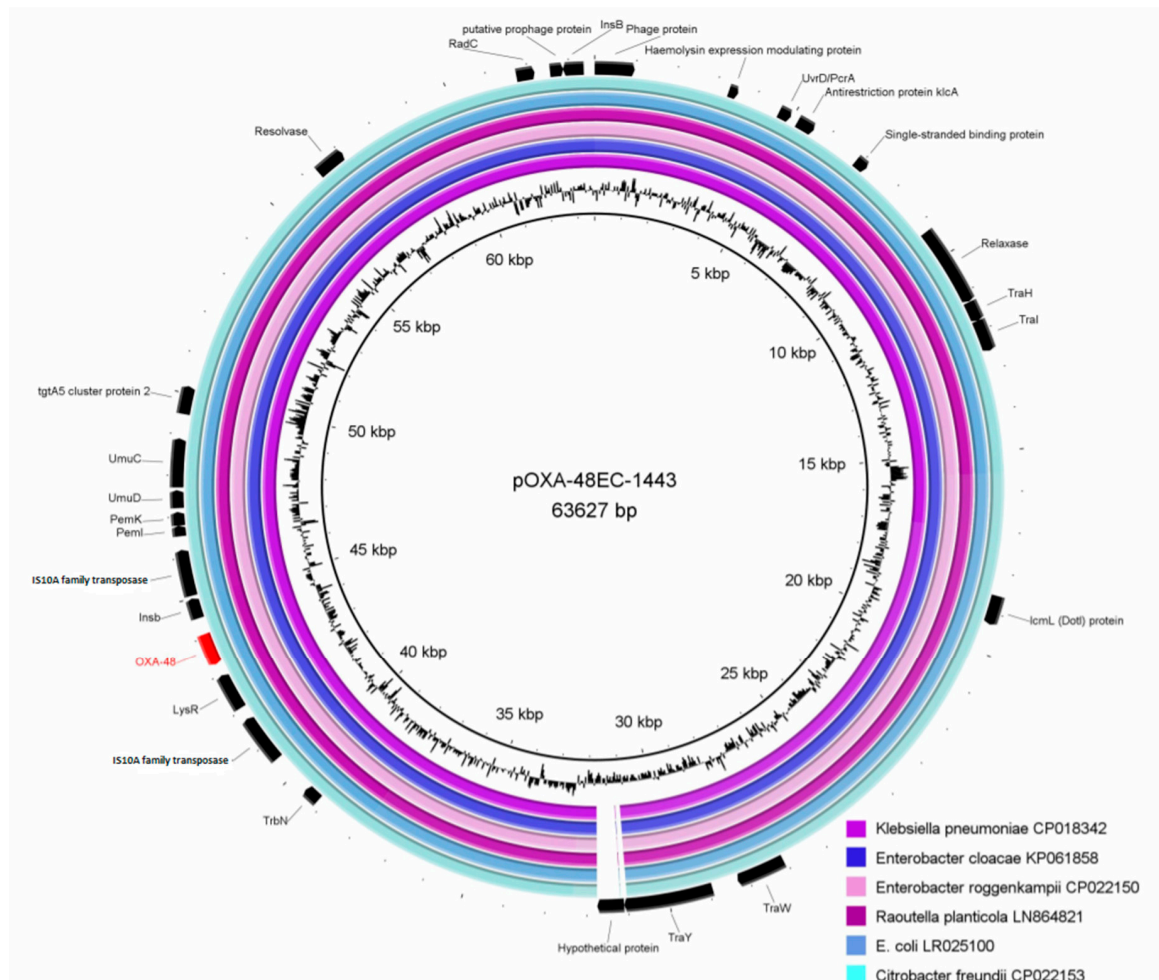 InsB
putative prophage protein
Phage protein
RadC
Haemolysin expression modulating protein
UvrD/PcrA
Antirestriction protein klcA
Resolvase
Single-stranded binding protein
Relaxase
60 kbp
5 kbp
TraH
TraI
55 kbp
10 kbp
tgtA5 cluster protein 2
50 kbp
UmuC
15 kbp
pOXA-48EC-1443
UmuD
63627 bp
PemK
PemI
45 kbp
IS10A family transposase
20 kbp
Insb
IcmL (DotI) protein
40 kbp
OXA-48
25 kbp
LysR
35 kbp
30 kbp
IS10A family transposase
TrbN
Klebsiella pneumoniae CP018342
Enterobacter cloacae KP061858
Enterobacter roggenkampii CP022150
TraW
Raoutella planticola LN864821
TraY
Hypothetical protein
E. coli LR025100
Citrobacter freundii CP022153